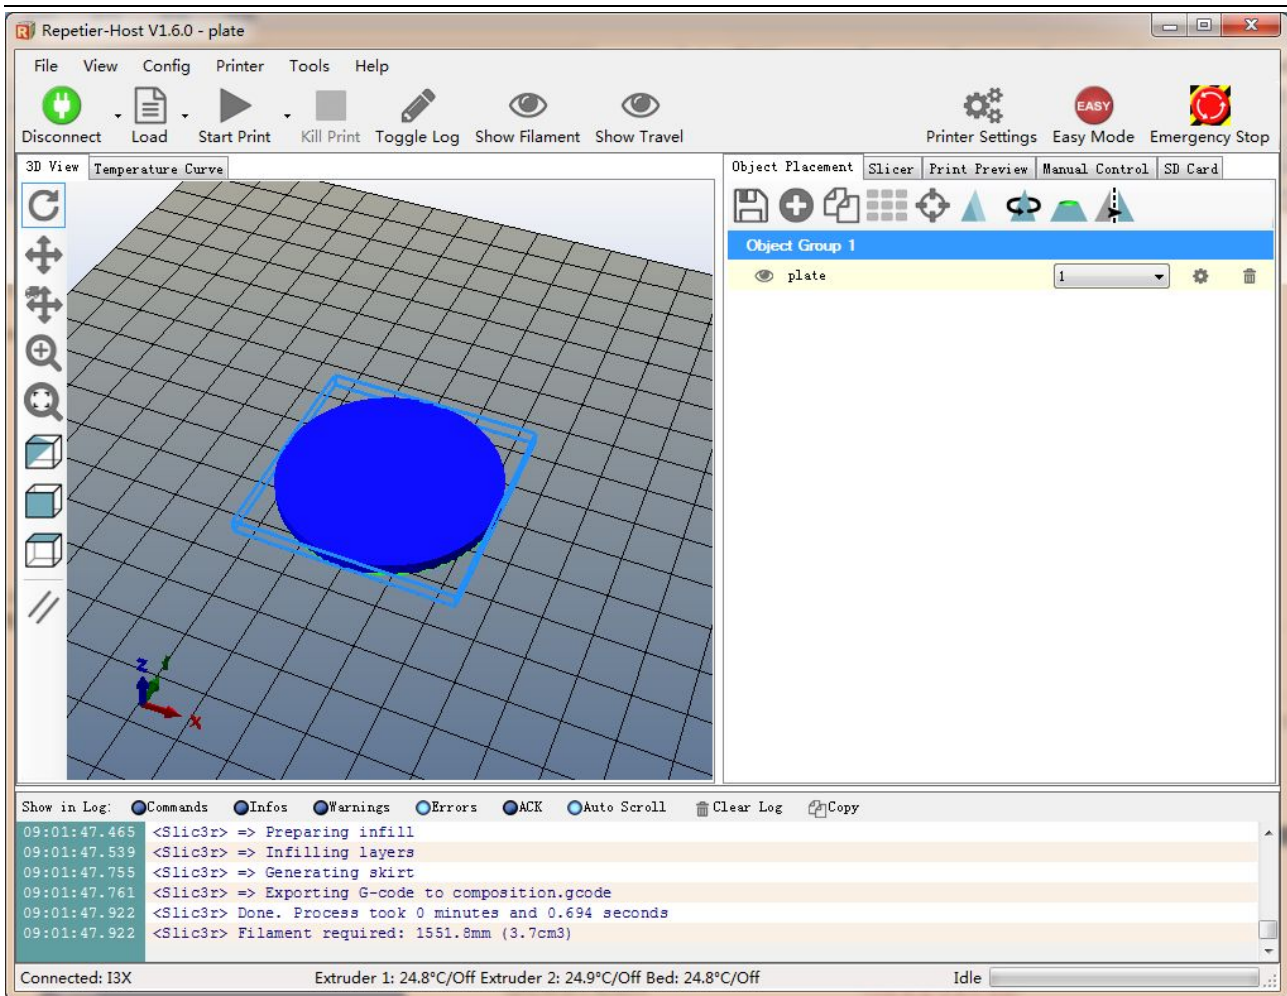 Repetier-Host V1.6.0 - plate
File View Config Printer Tools Help
Disconnect Load Start Print Kill Print Toggle Log Show Filament Show Travel Printer Settings EASY Easy Mode Emergency Stop
3D View Temperature Curve
Object Placement Slicer Print Preview Manual Control SD Card
Object Group 1
plate 1
Z Y X
Show in Log: Commands Infos Warnings Errors ACK Auto Scroll Clear Log Copy
09:01:47.465 <Slic3r> => Preparing infill
09:01:47.539 <Slic3r> => Infilling layers
09:01:47.755 <Slic3r> => Generating skirt
09:01:47.761 <Slic3r> => Exporting G-code to composition.gcode
09:01:47.922 <Slic3r> Done. Process took 0 minutes and 0.694 seconds
09:01:47.922 <Slic3r> Filament required: 1551.8mm (3.7cm3)
Connected: I3X Extruder 1: 24.8°C/Off Extruder 2: 24.9°C/Off Bed: 24.8°C/Off Idle